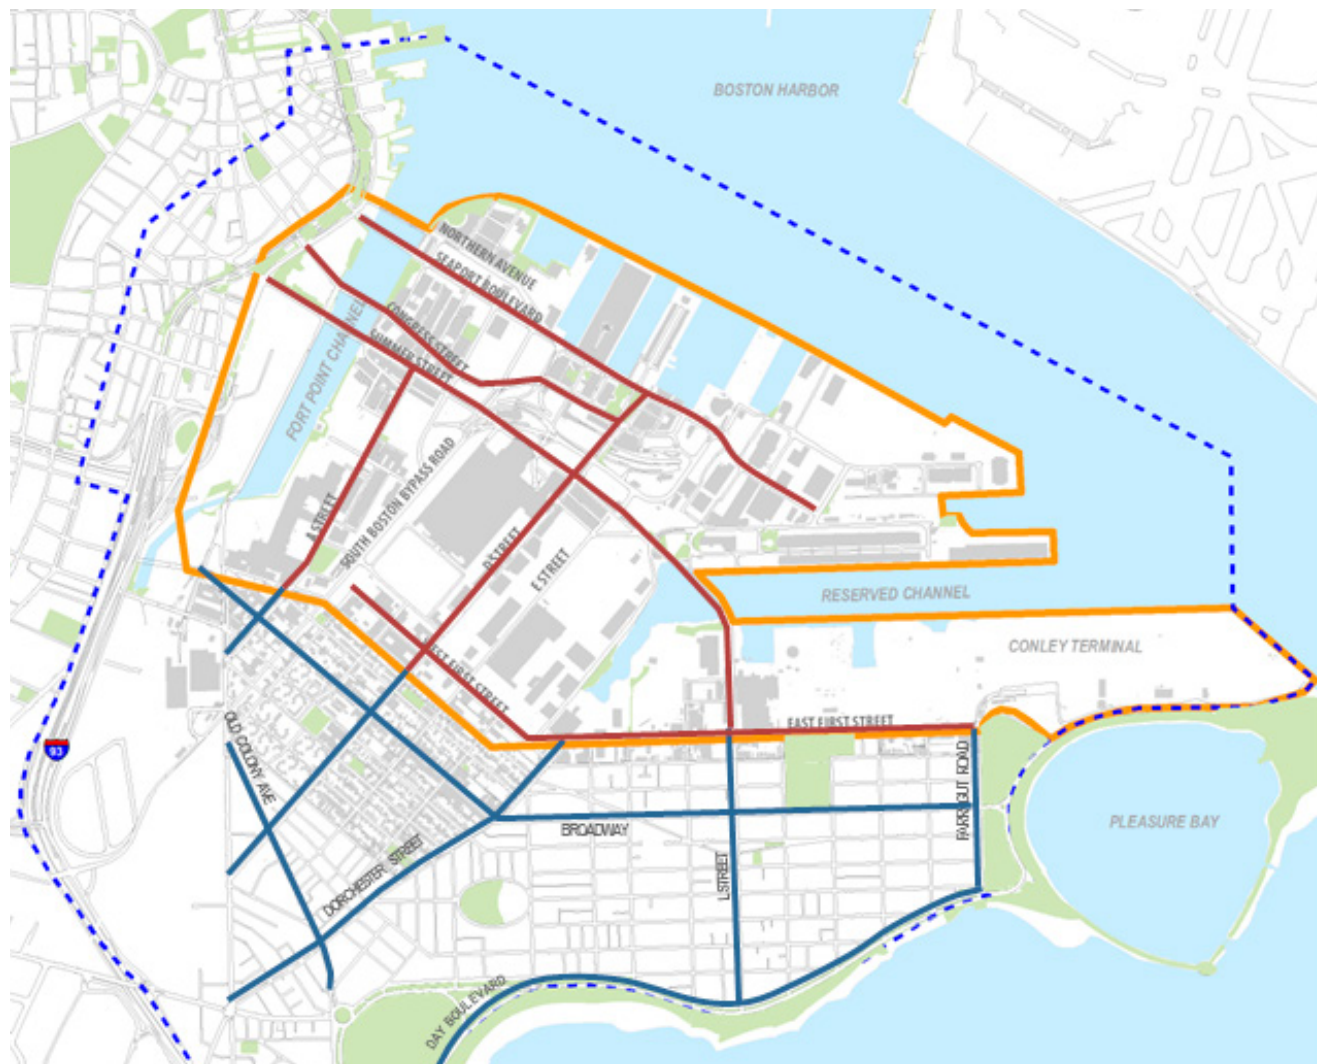 BOSTON HARBOR
NORTHERN AVENUE
SEAPORT BOULEVARD
CONGRESS STREET
SUMMER STREET
FORT POINT CHANNEL
A STREET
SOUTH BOSTON BYPASS ROAD
D STREET
E STREET
RESERVED CHANNEL
CONLEY TERMINAL
WEST FIRST STREET
EAST FIRST STREET
93
OLD COLONY AVE
FARRGUT ROAD
BROADWAY
PLEASURE BAY
DORCHESTER STREET
L STREET
DAY BOULEVARD